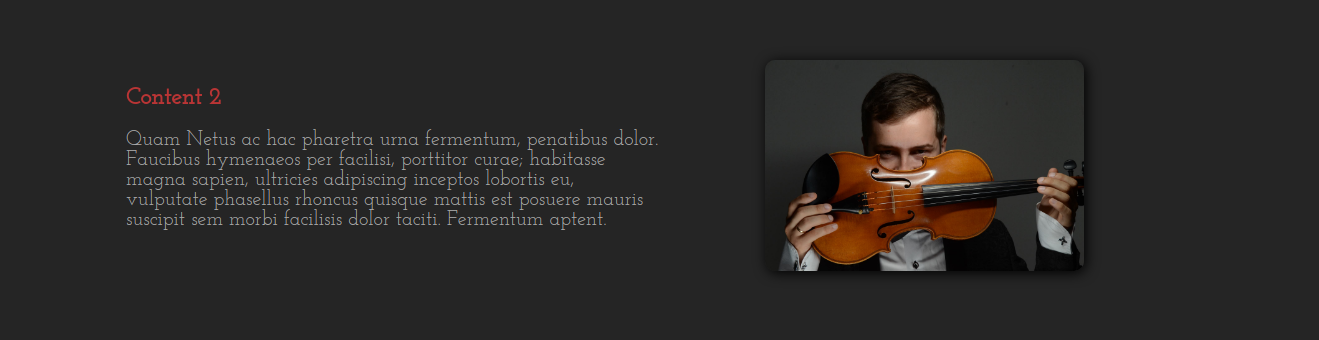 Content 2
Quam Netus ac hac pharetra urna fermentum, penatibus dolor.
Faucibus hymenaeos per facilisi, porttitor curae; habitasse
magna sapien, ultricies adipiscing inceptos lobortis eu,
vulputate phasellus rhoncus quisque mattis est posuere mauris
suscipit sem morbi facilisis dolor taciti. Fermentum aptent.